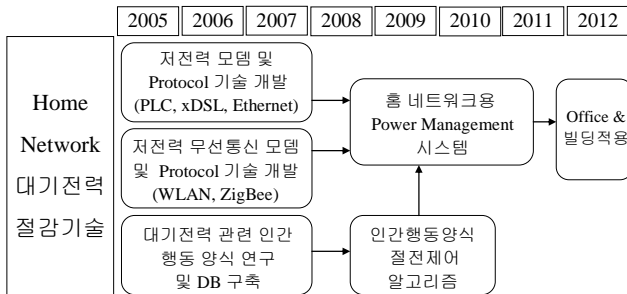 2005 2006 2007 2008 2009 2010 2011 2012
Home
Network
대기전력
절감기술
저전력 모뎀 및
Protocol 기술 개발
(PLC, xDSL, Ethernet)
저전력 무선통신 모뎀
및 Protocol 기술 개발
(WLAN, ZigBee)
대기전력 관련 인간
행동 양식 연구
및 DB 구축
홈 네트워크용
Power Management
시스템
인간행동양식
절전제어
알고리즘
Office &
빌딩적용